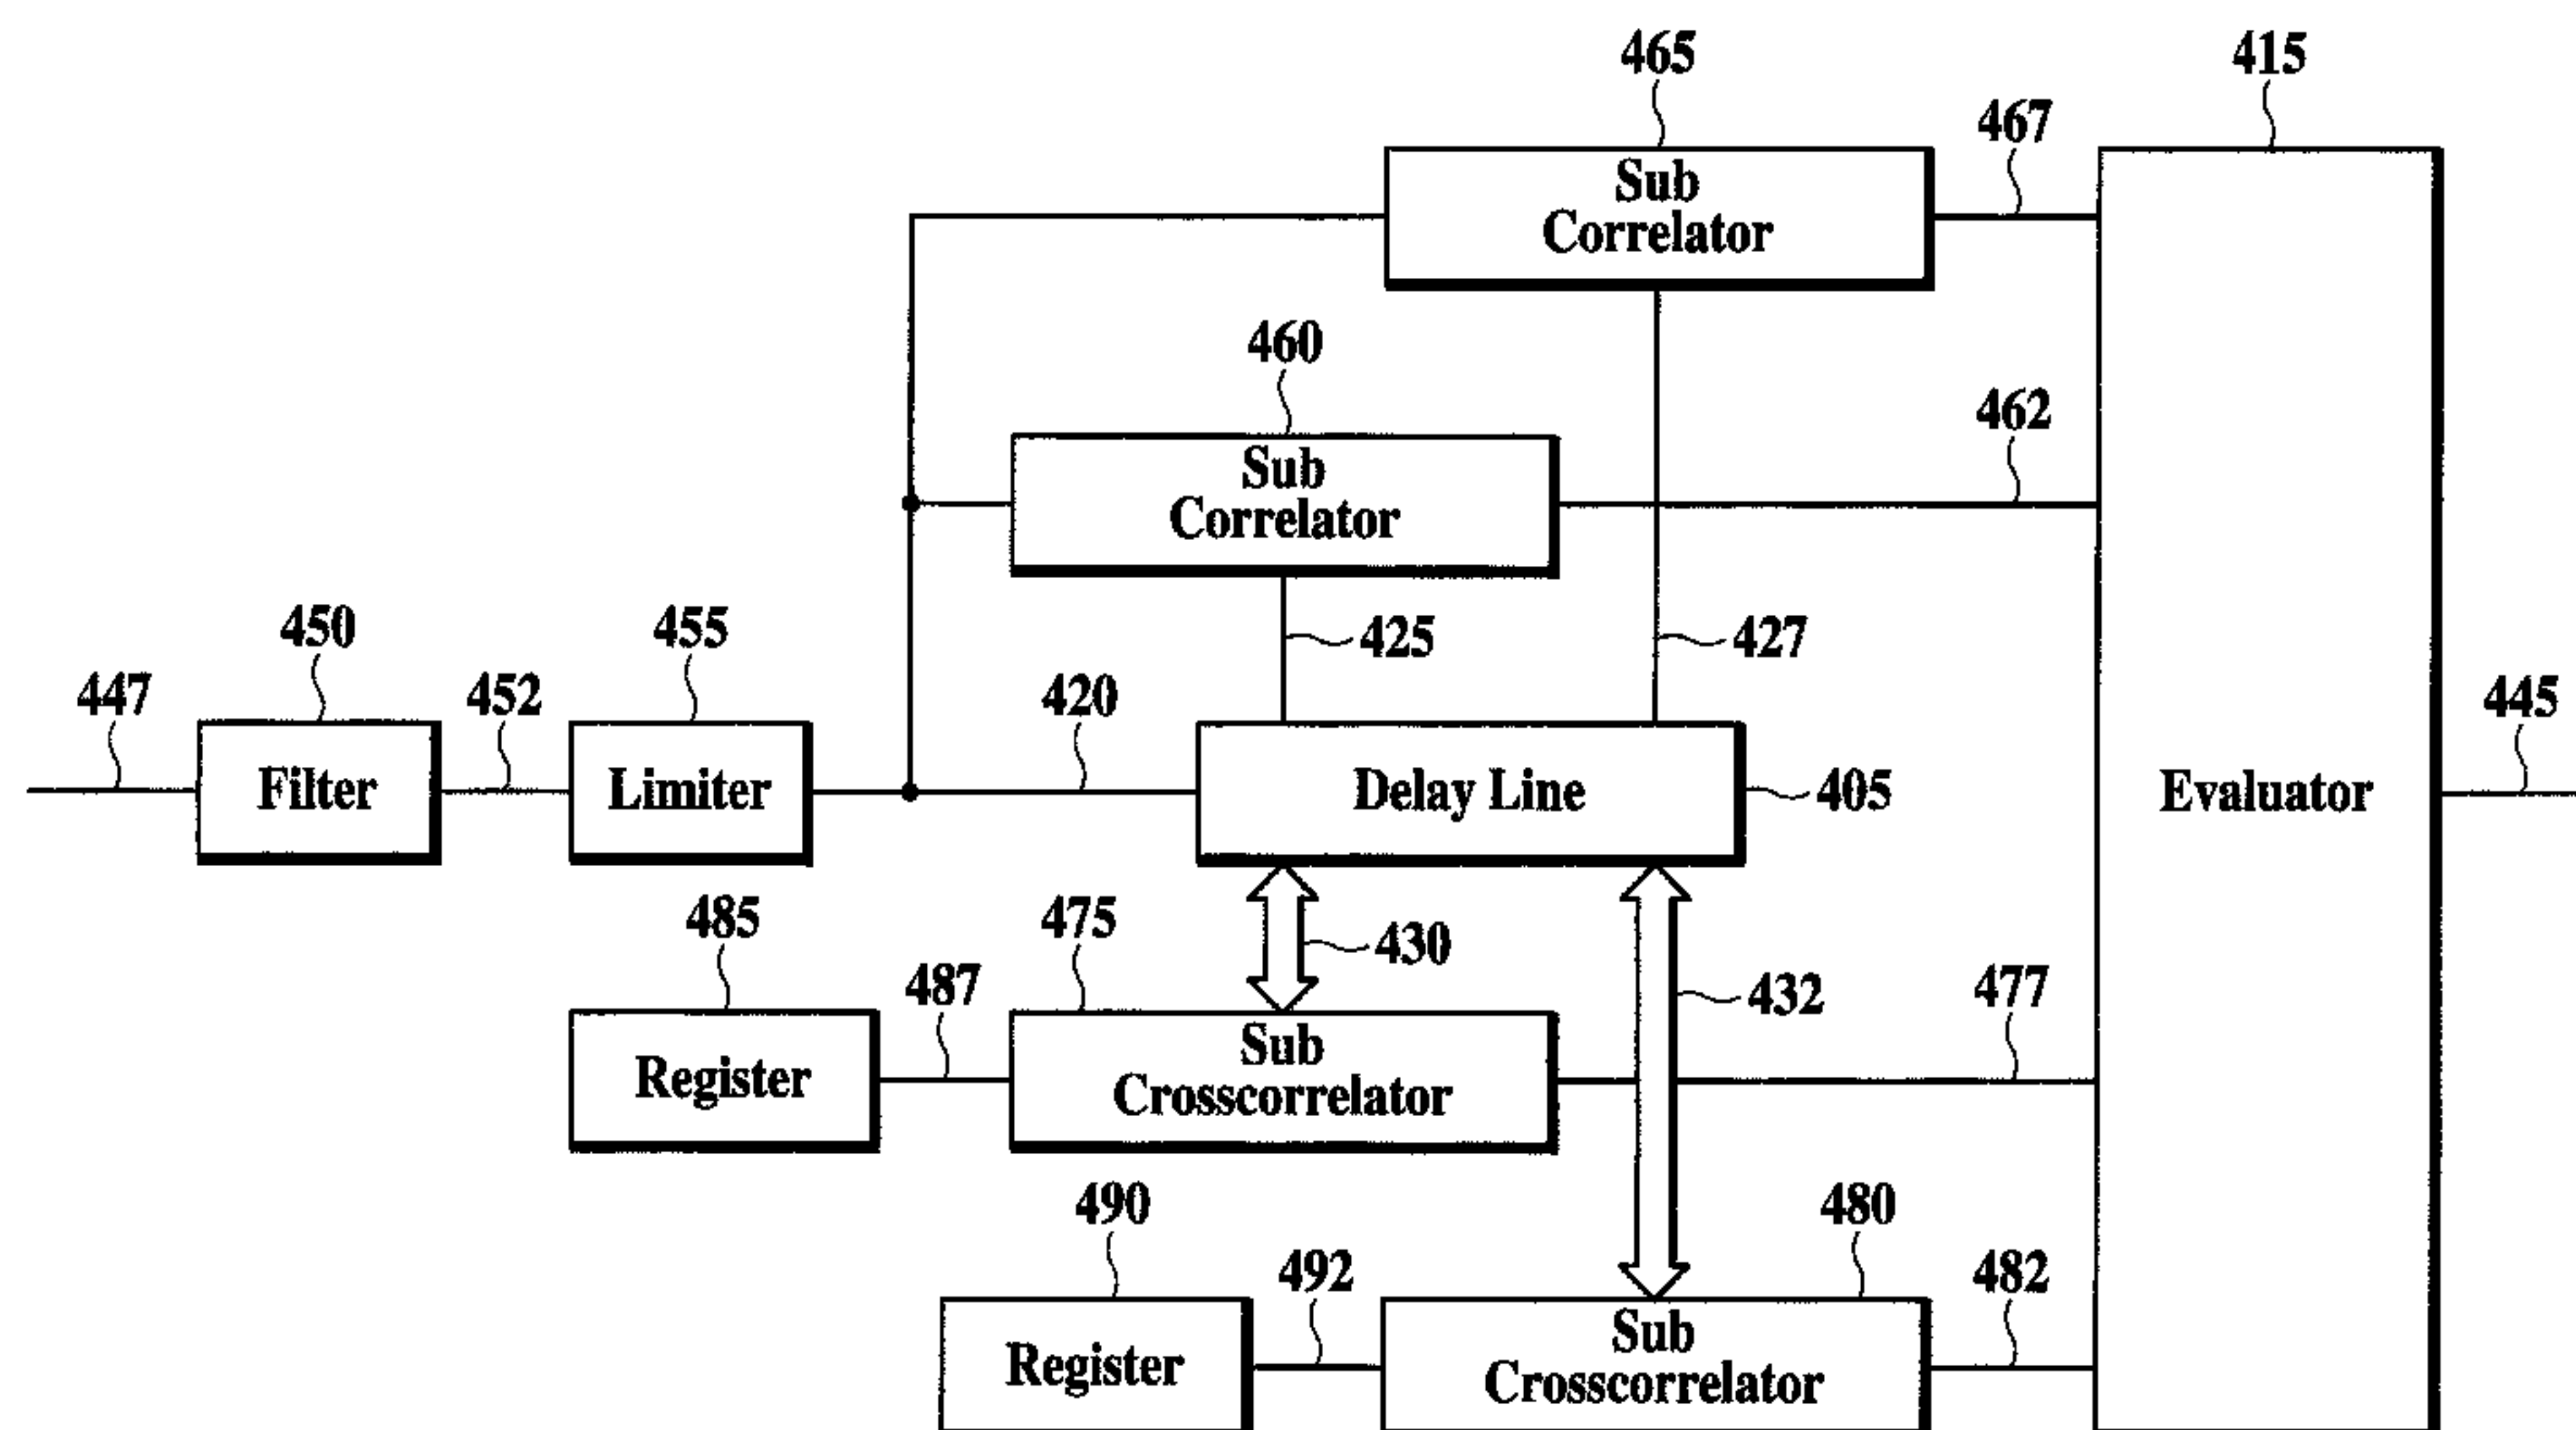 465
415
467
Sub
Correlator
460
462
Sub
Correlator
450
455
425
427
447
452
420
445
Filter
Limiter
Delay Line
405
Evaluator
485
475
430
487
432
477
Register
Sub
Crosscorrelator
490
480
492
482
Register
Sub
Crosscorrelator